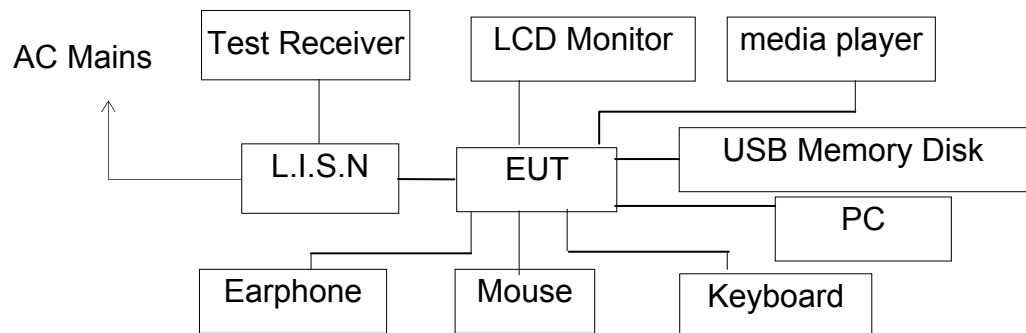 AC Mains
Test Receiver
LCD Monitor
media player
L.I.S.N
EUT
USB Memory Disk
PC
Earphone
Mouse
Keyboard